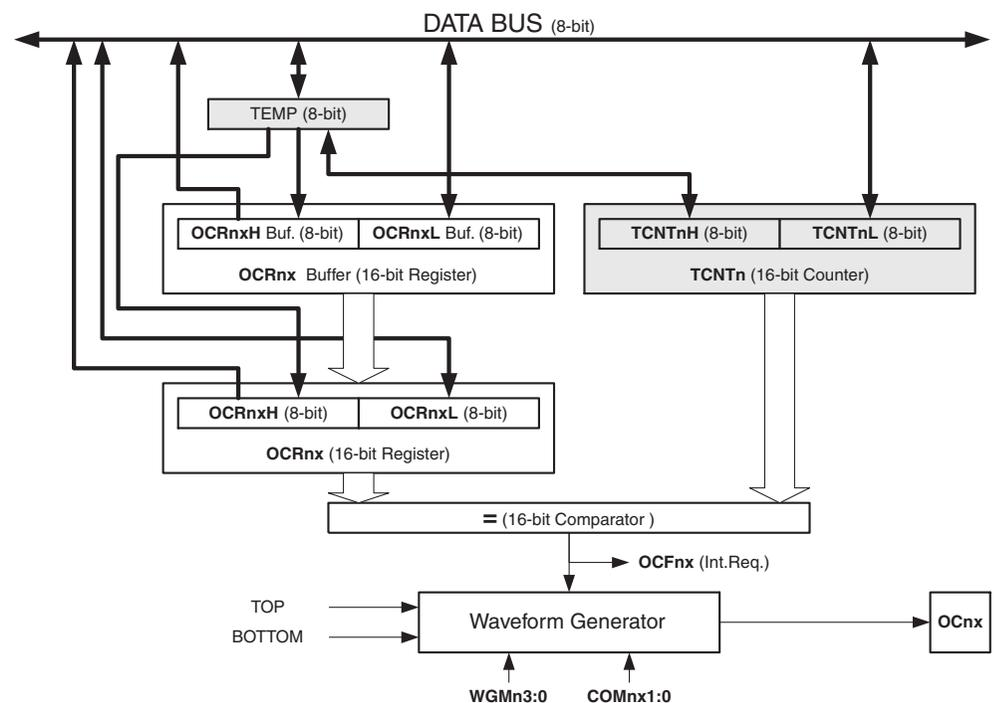 DATA BUS (8-bit)
TEMP (8-bit)
OCRnxH Buf. (8-bit) OCRnxL Buf. (8-bit)
OCRnx Buffer (16-bit Register)
TCNTnH (8-bit) TCNTnL (8-bit)
TCNTn (16-bit Counter)
OCRnxH (8-bit) OCRnxL (8-bit)
OCRnx (16-bit Register)
= (16-bit Comparator )
OCFnx (Int.Req.)
TOP
BOTTOM
Waveform Generator
OCnx
WGMn3:0 COMnx1:0